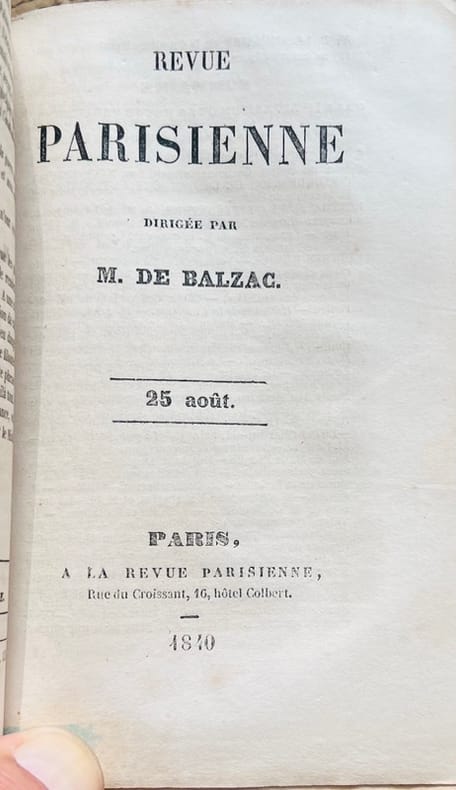 REVUE
PARISIENNE
DIRIGÉE PAR
M. DE BALZAC.
25 août.
PARIS,
A LA REVUE PARISIENNE,
Rue du Croissant, 16, hôtel Colbert.
1840